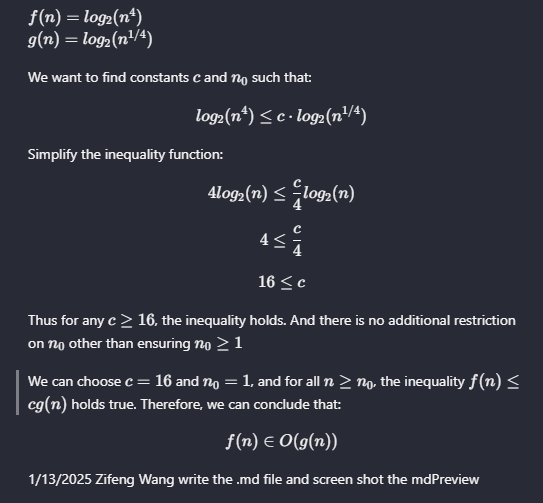 f(n) = log₂(n⁴)
g(n) = log₂(n^{1/4})
We want to find constants c and n₀ such that:
log₂(n⁴) ≤ c · log₂(n^{1/4})
Simplify the inequality function:
4log₂(n) ≤ c/4 log₂(n)
4 ≤ c/4
16 ≤ c
Thus for any c ≥ 16, the inequality holds. And there is no additional restriction
on n₀ other than ensuring n₀ ≥ 1
We can choose c = 16 and n₀ = 1, and for all n ≥ n₀, the inequality f(n) ≤
cg(n) holds true. Therefore, we can conclude that:
f(n) ∈ O(g(n))
1/13/2025 Zifeng Wang write the .md file and screen shot the mdPreview